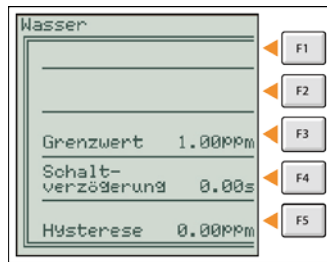 Wasser
F1
F2
Grenzwert 1.00ppm F3
Schalt-
verzögerung 0.00s F4
Hysterese 0.00ppm F5